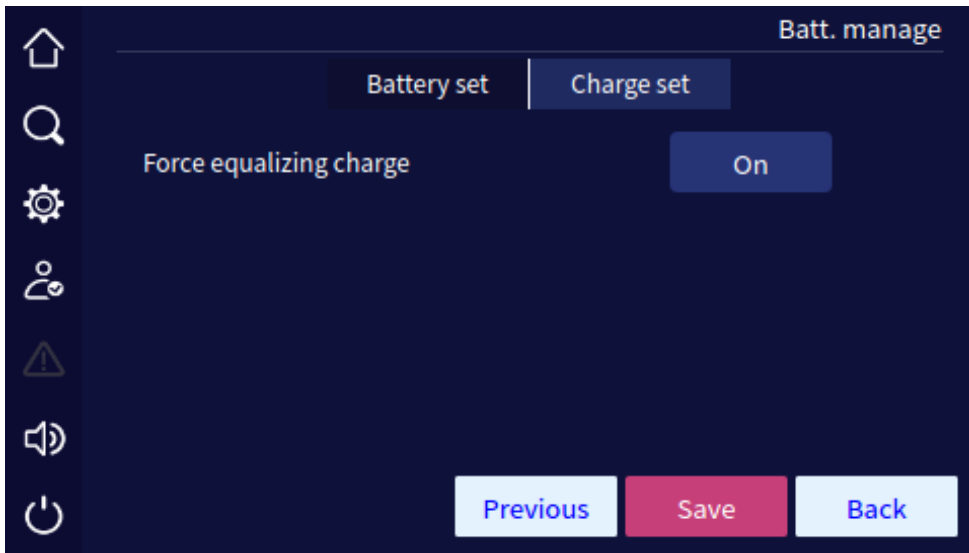 Batt. manage
Battery set Charge set
Force equalizing charge On
Previous Save Back